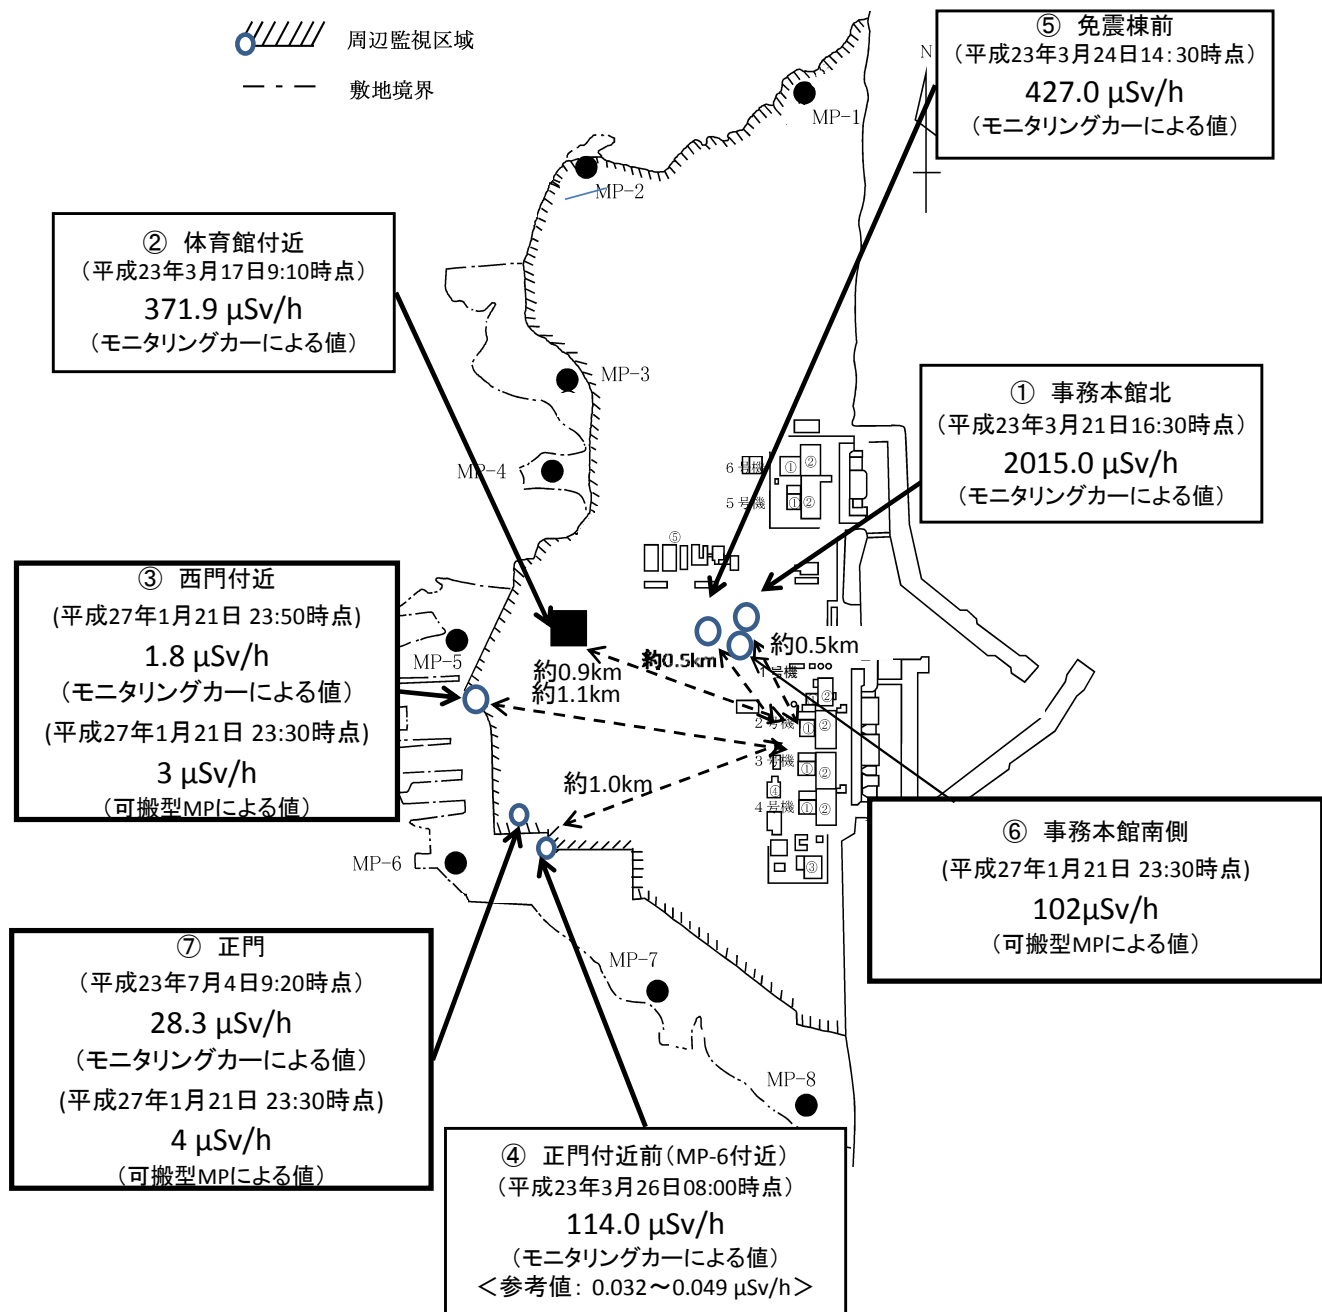 周辺監視区域
敷地境界
⑤ 免震棟前
（平成23年3月24日14:30時点）
427.0 μSv/h
（モニタリングカーによる値）
N
MP-1
MP-2
② 体育館付近
（平成23年3月17日9:10時点）
371.9 μSv/h
（モニタリングカーによる値）
MP-3
① 事務本館北
（平成23年3月21日16:30時点）
2015.0 μSv/h
（モニタリングカーによる値）
MP-4
6号機
①
②
5号機
①
②
⑤
③ 西門付近
(平成27年1月21日 23:50時点)
1.8 μSv/h
（モニタリングカーによる値）
(平成27年1月21日 23:30時点)
3 μSv/h
（可搬型MPによる値）
MP-5
約0.9km
約1.1km
約0.5km
約0.5km
1号機
②
2号機
①
②
3号機
①
②
④
4号機
①
②
③
約1.0km
MP-6
⑥ 事務本館南側
(平成27年1月21日 23:30時点)
102μSv/h
（可搬型MPによる値）
⑦ 正門
（平成23年7月4日9:20時点）
28.3 μSv/h
（モニタリングカーによる値）
(平成27年1月21日 23:30時点)
4 μSv/h
（可搬型MPによる値）
MP-7
MP-8
④ 正門付近前（MP-6付近）
（平成23年3月26日08:00時点）
114.0 μSv/h
（モニタリングカーによる値）
＜参考値： 0.032～0.049 μSv/h＞